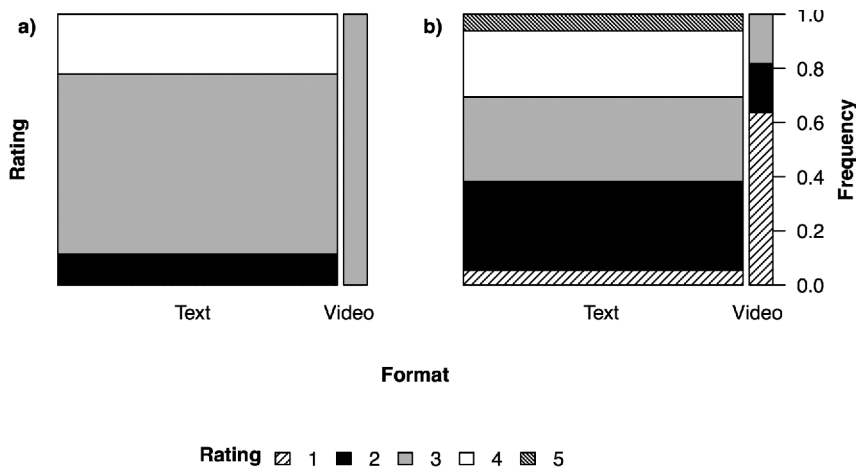 a)
b)
Rating
1.0
0.8
0.6
0.4
0.2
0.0
Frequency
Text Video Text Video
Format
Rating 1 2 3 4 5